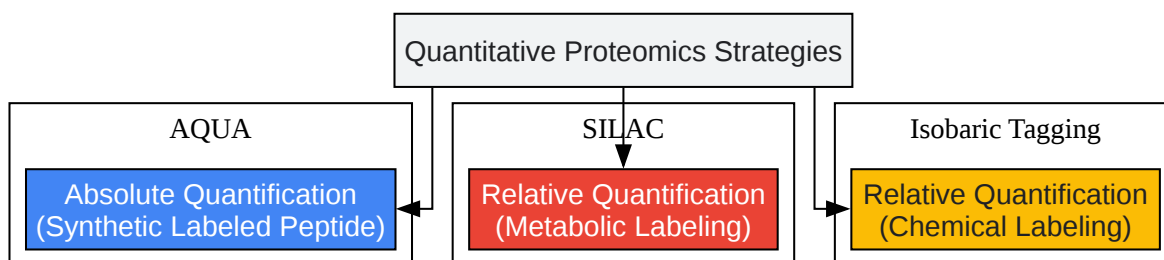 Quantitative Proteomics Strategies
AQUA
Absolute Quantification
(Synthetic Labeled Peptide)
SILAC
Relative Quantification
(Metabolic Labeling)
Isobaric Tagging
Relative Quantification
(Chemical Labeling)